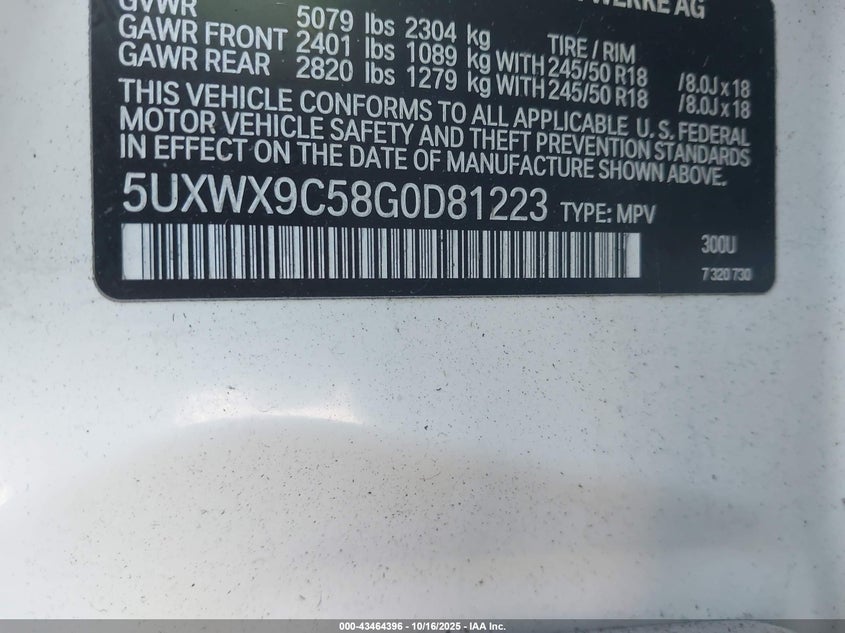 WERKE AG
GVWR 5079 lbs 2304 kg TIRE / RIM
GAWR FRONT 2401 lbs 1089 kg WITH 245/50 R18 /8.0J x 18
GAWR REAR 2820 lbs 1279 kg WITH 245/50 R18 /8.0J x 18
THIS VEHICLE CONFORMS TO ALL APPLICABLE U.S. FEDERAL
MOTOR VEHICLE SAFETY AND THEFT PREVENTION STANDARDS
IN EFFECT ON THE DATE OF MANUFACTURE SHOWN ABOVE.
5UXWX9C58G0D81223 TYPE: MPV
300U
7 320 730
000-43464396 - 10/16/2025 - IAA Inc.